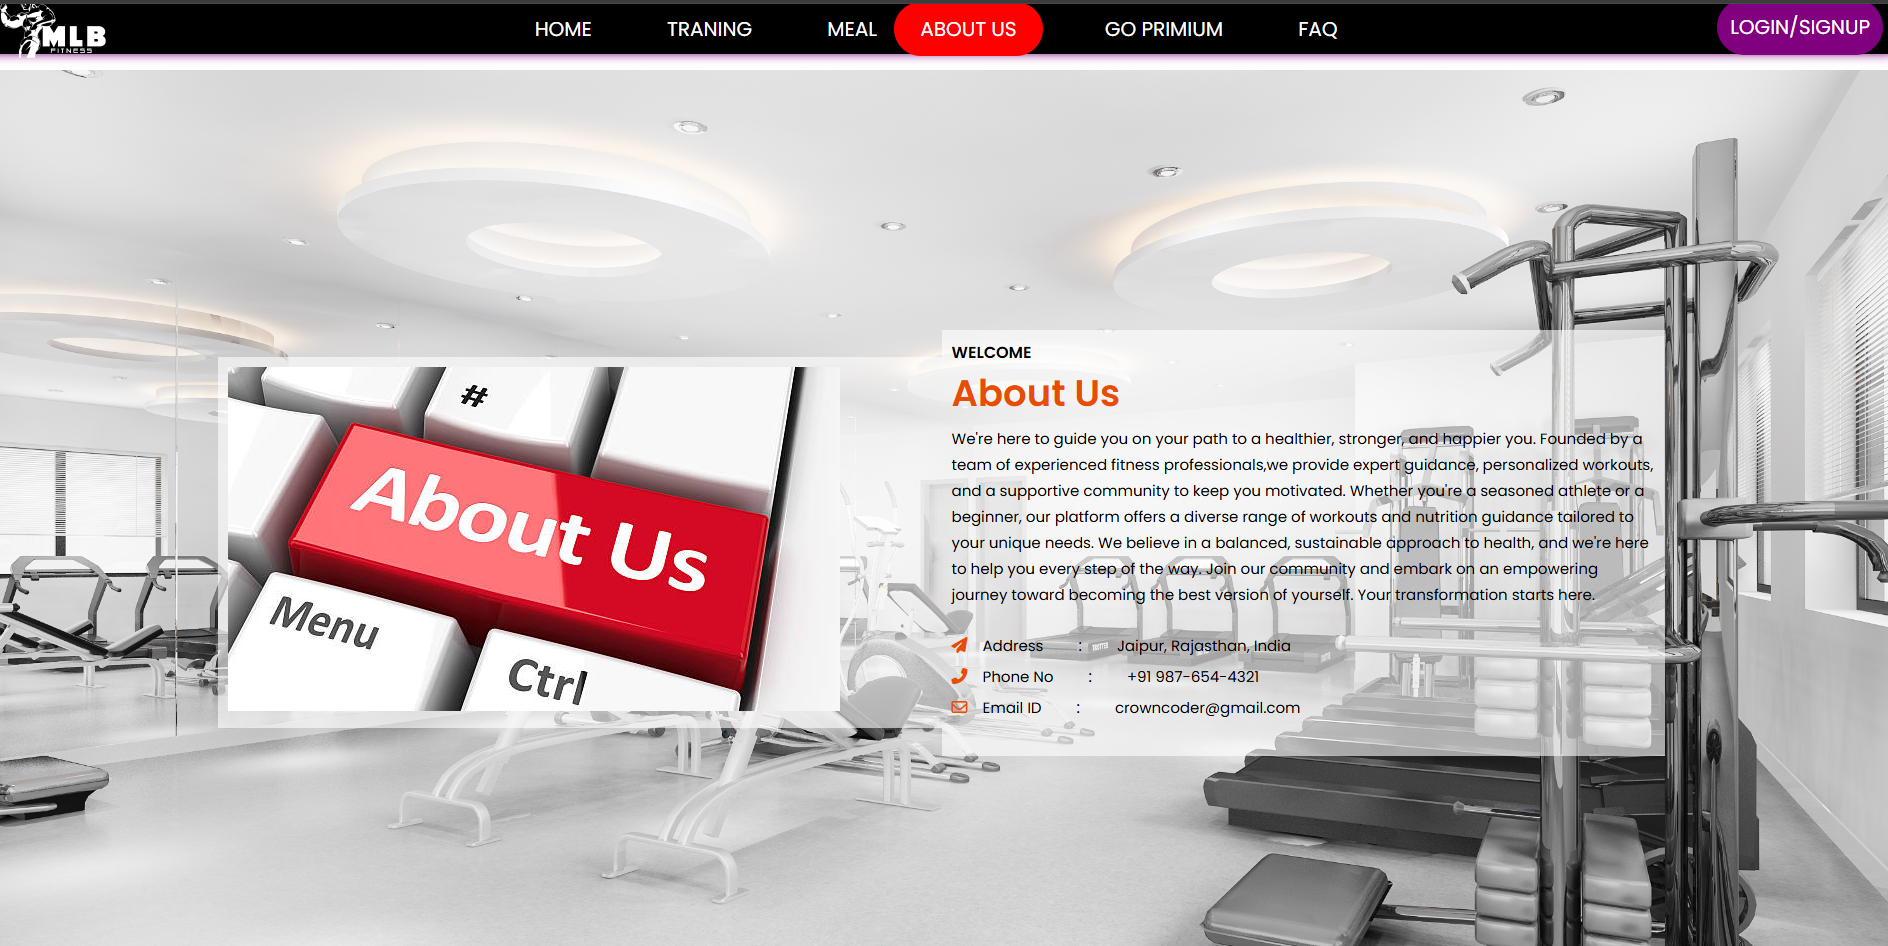 MLB
FITNESS
HOME
TRANING
MEAL
ABOUT US
GO PRIMIUM
FAQ
LOGIN/SIGNUP
#
About Us
Menu
Ctrl
WELCOME
About Us
We're here to guide you on your path to a healthier, stronger, and happier you. Founded by a
team of experienced fitness professionals,we provide expert guidance, personalized workouts,
and a supportive community to keep you motivated. Whether you're a seasoned athlete or a
beginner, our platform offers a diverse range of workouts and nutrition guidance tailored to
your unique needs. We believe in a balanced, sustainable approach to health, and we're here
to help you every step of the way. Join our community and embark on an empowering
journey toward becoming the best version of yourself. Your transformation starts here.
Address : Jaipur, Rajasthan, India
Phone No : +91 987-654-4321
Email ID : crowncoder@gmail.com